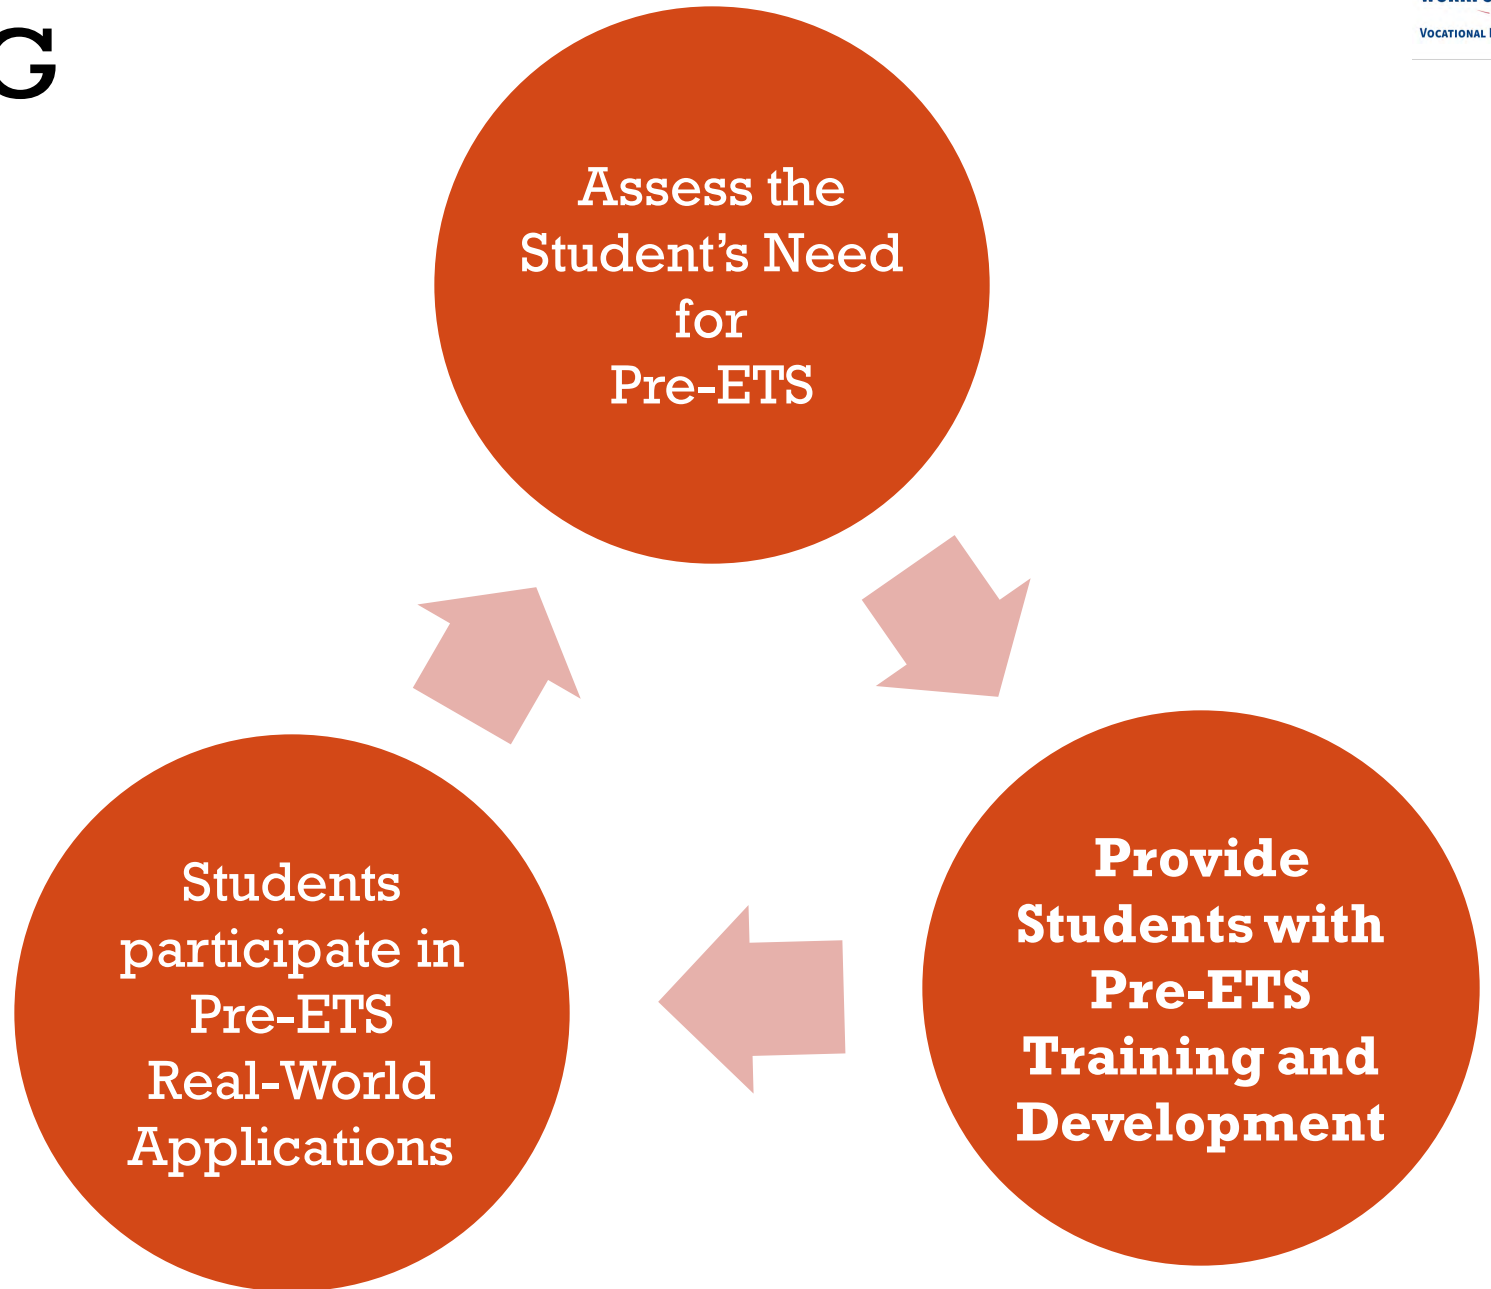 G
VOCATIONAL
Assess the
Student’s Need
for
Pre-ETS
Provide
Students with
Pre-ETS
Training and
Development
Students
participate in
Pre-ETS
Real-World
Applications